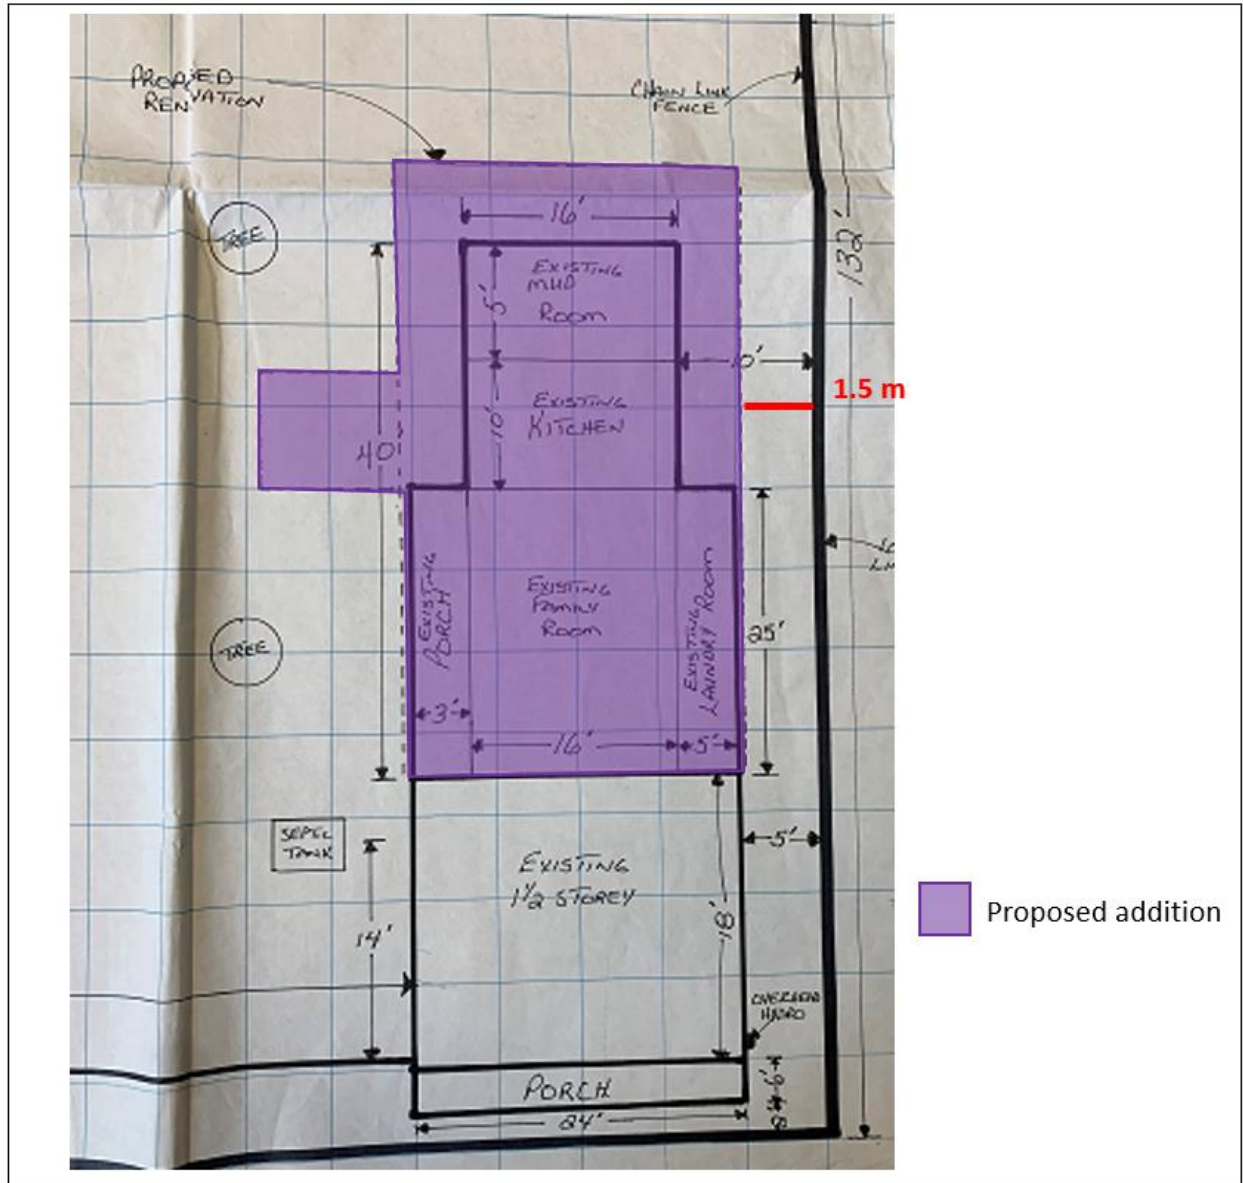 PROPOSED
RENOVATION
CHAIN LINK
FENCE
16'
132'
TREE
EXISTING
MUD
Room
5'
10'
1.5 m
EXISTING
KITCHEN
10'
40
EXISTING
PORCH
EXISTING
FAMILY
Room
EXISTING
LAUNDRY ROOM
25'
TREE
3'
16'
5'
SEPTIC
TANK
5'
EXISTING
1 1/2 STOREY
18'
14'
Proposed addition
OVERHEAD
HYDRO
PORCH
6'
24'